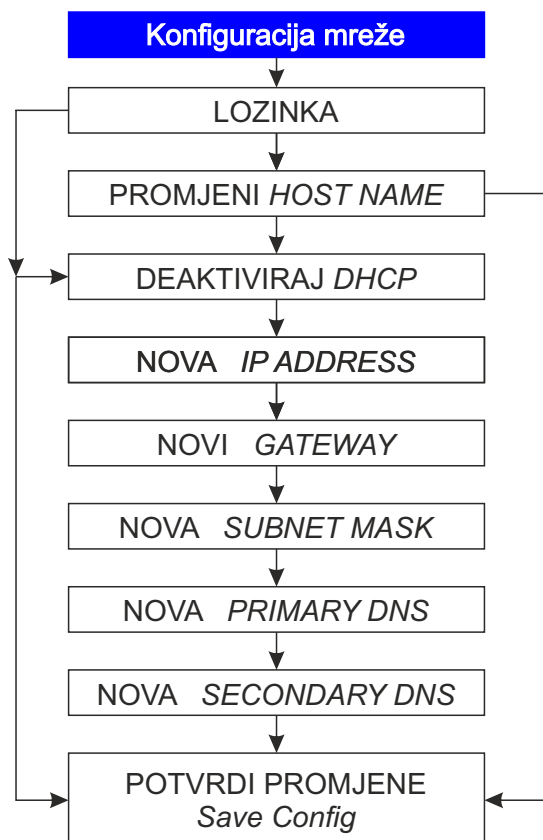 Konfiguracija mreže
LOZINKA
PROMJENI HOST NAME
DEAKTIVIRAJ DHCP
NOVA IP ADDRESS
NOVI GATEWAY
NOVA SUBNET MASK
NOVA PRIMARY DNS
NOVA SECONDARY DNS
POTVRDI PROMJENE
Save Config